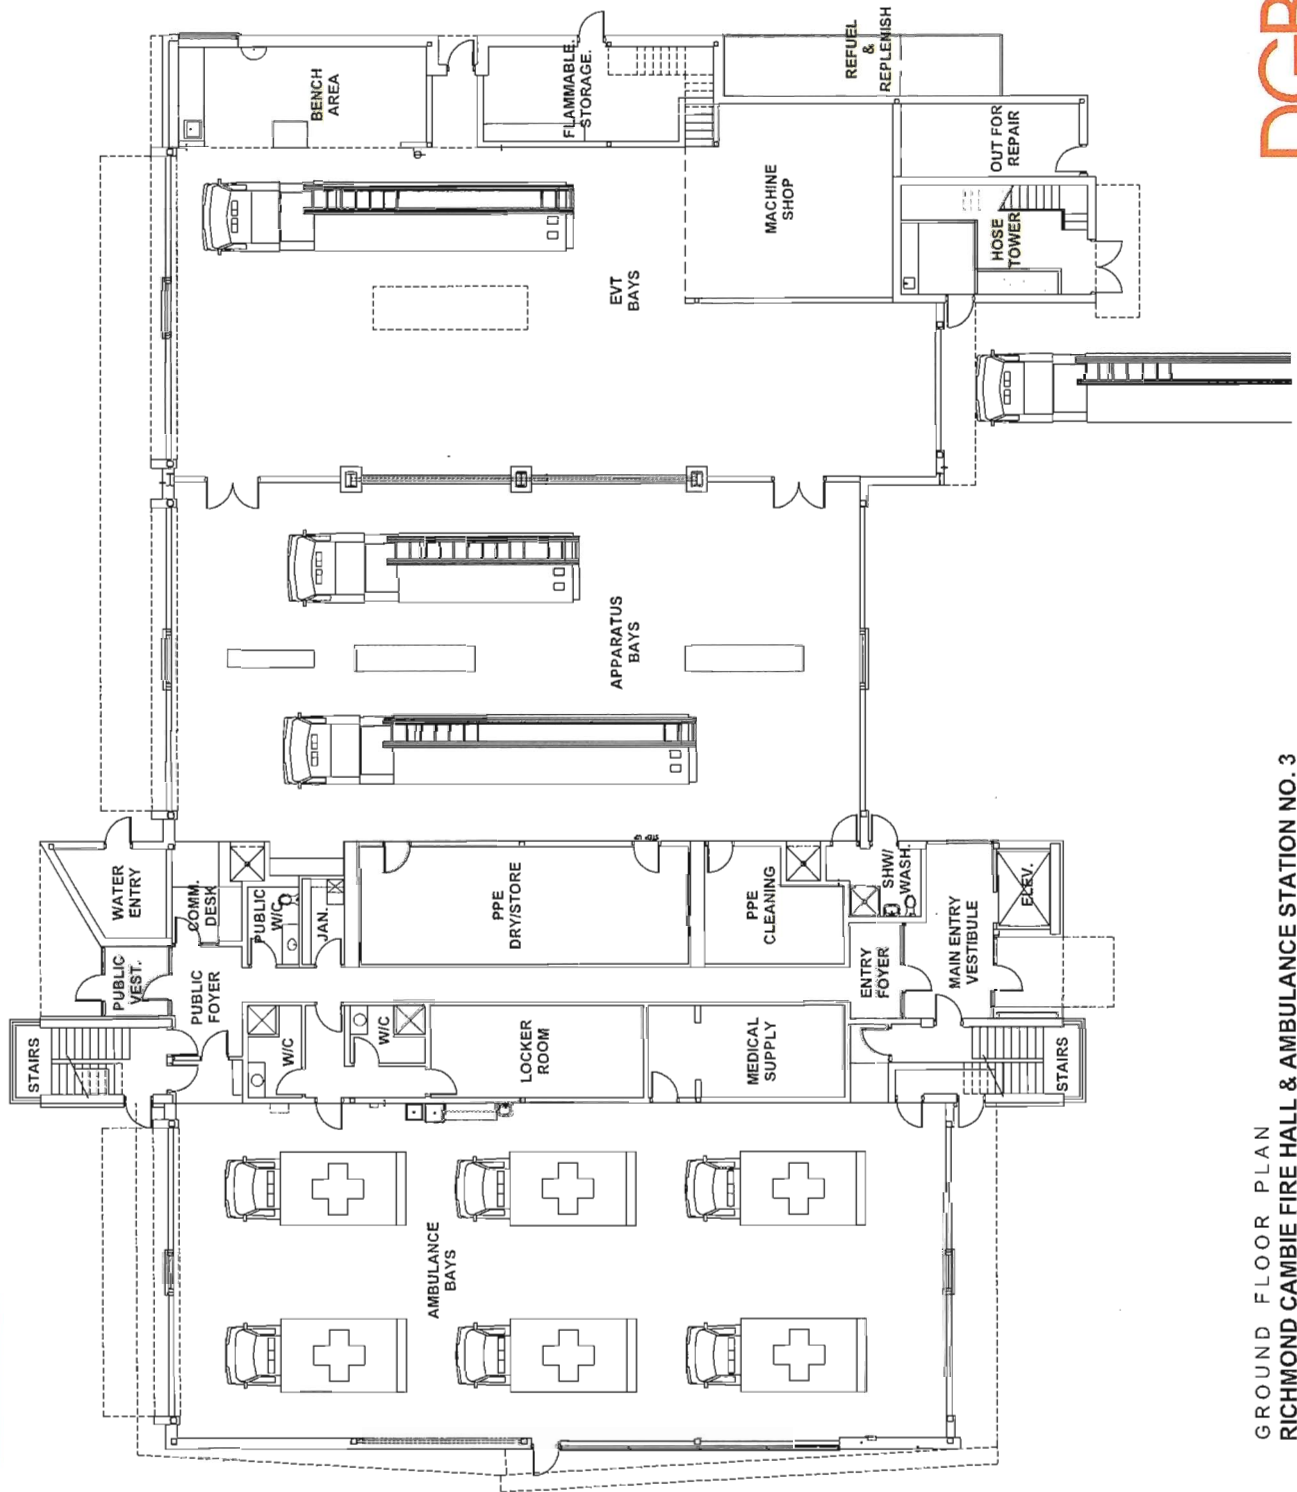 STAIRS
WATER
ENTRY
PUBLIC
VEST.
PUBLIC
FOYER
COMM.
DESK
PUBLIC
W/C
JAN.
W/C
W/C
PPE
DRY/STORE
LOCKER
ROOM
PPE
CLEANING
MEDICAL
SUPPLY
SHW/
WASH.
ENTRY
FOYER
MAIN ENTRY
VESTIBULE
ELEV.
STAIRS
AMBULANCE
BAYS
APPARATUS
BAYS
EVT
BAYS
BENCH
AREA
FLAMMABLE.
STORAGE.
MACHINE
SHOP
REFUEL
&
REPLENISH
OUT FOR
REPAIR
HOSE
TOWER
GROUND FLOOR PLAN
RICHMOND CAMBIE FIRE HALL & AMBULANCE STATION NO. 3